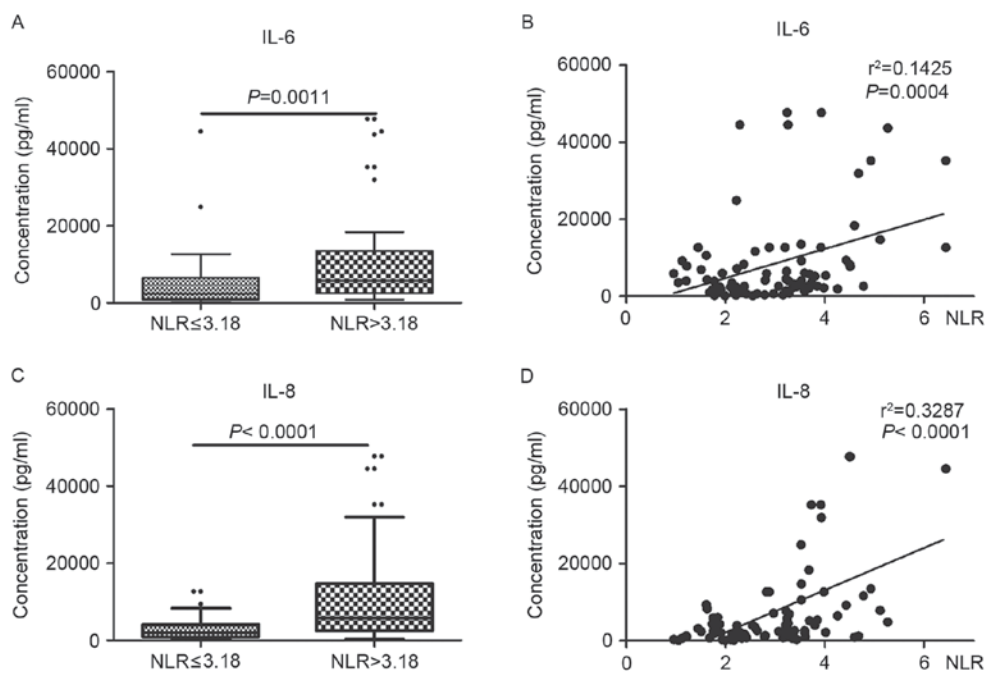 A
IL-6
Concentration (pg/ml)
60000
40000
20000
0
P=0.0011
NLR≤3.18
NLR>3.18
B
IL-6
Concentration (pg/ml)
60000
40000
20000
0
r²=0.1425
P=0.0004
0
2
4
6
NLR
C
IL-8
Concentration (pg/ml)
60000
40000
20000
0
P< 0.0001
NLR≤3.18
NLR>3.18
D
IL-8
Concentration (pg/ml)
60000
40000
20000
0
r²=0.3287
P< 0.0001
0
2
4
6
NLR